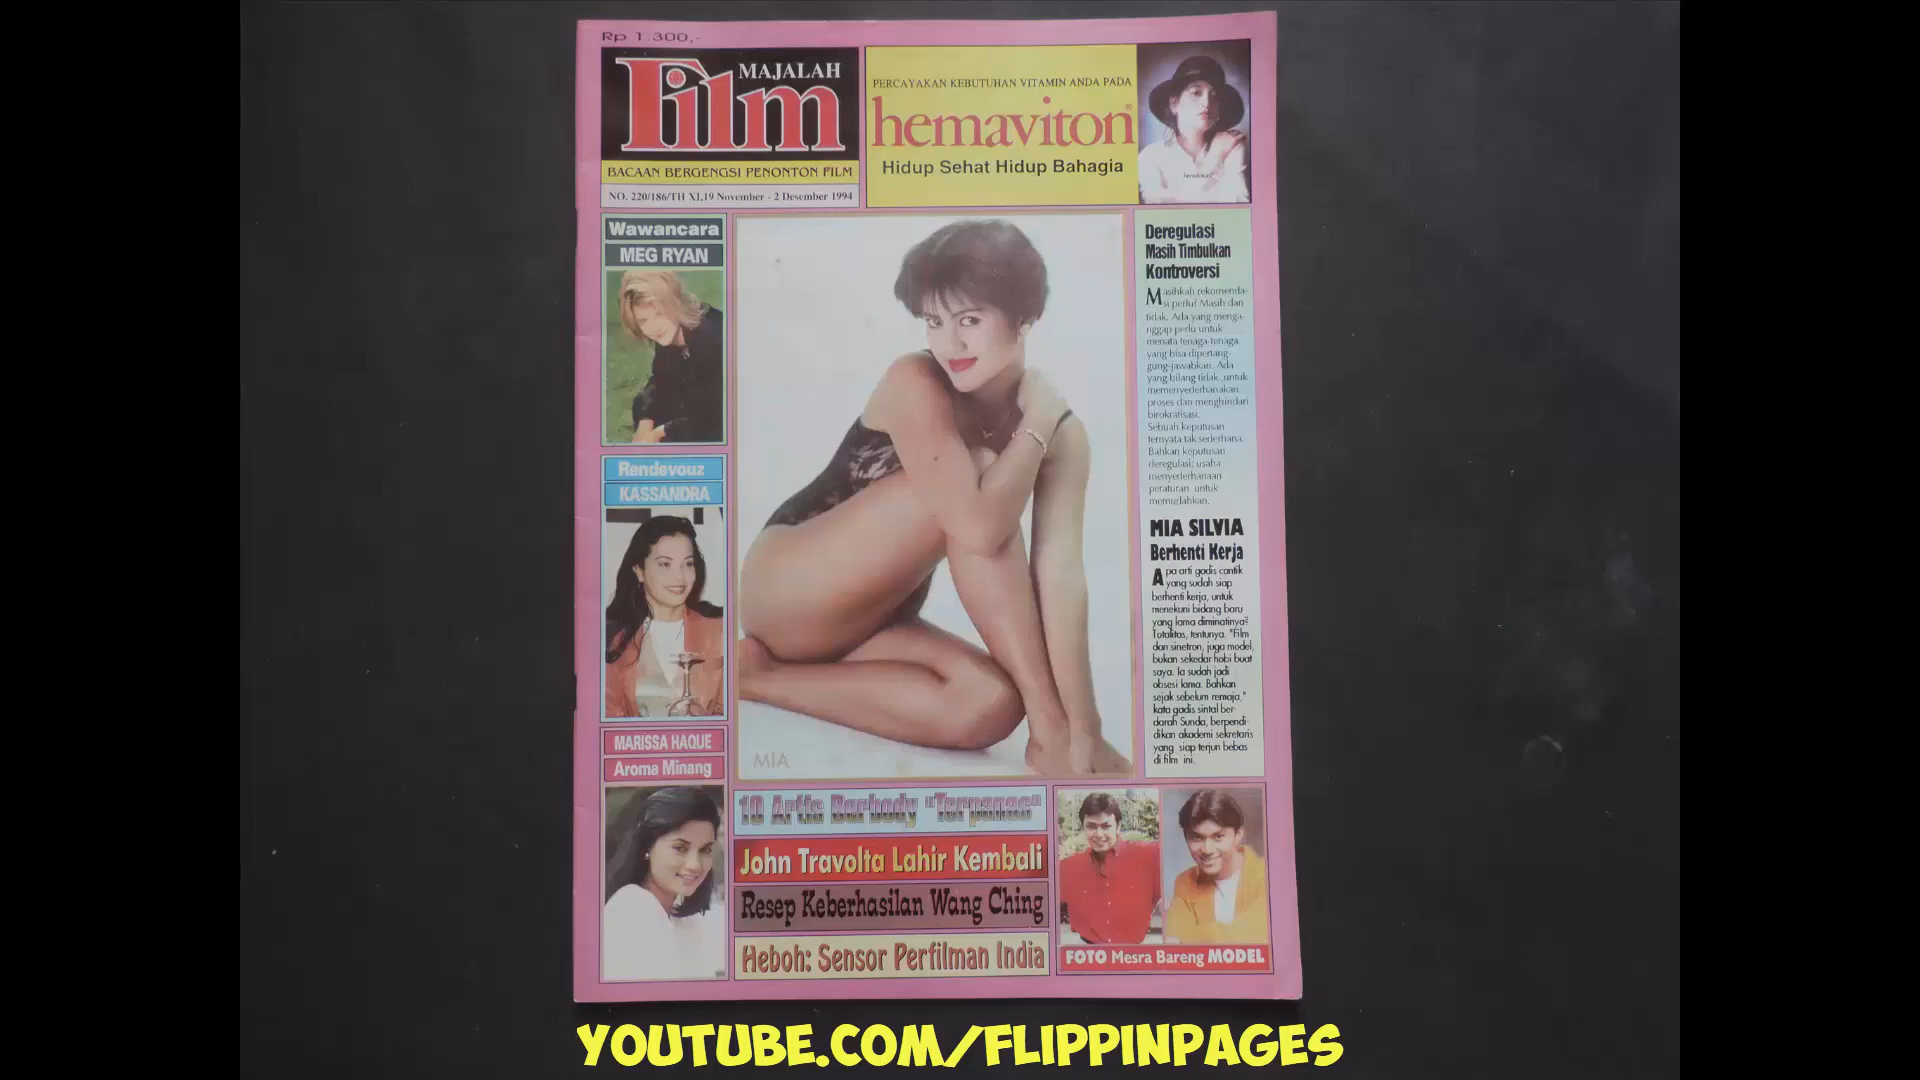 Rp 1.300,-
MAJALAH
Film
BACAAN BERGENGSI PENONTON FILM
NO. 220/186/TH XI,19 November - 2 Desember 1994
PERCAYAKAN KEBUTUHAN VITAMIN ANDA PADA
hemaviton®
Hidup Sehat Hidup Bahagia
hemaviton
Wawancara
MEG RYAN
Rendevouz
KASSANDRA
MARISSA HAQUE
Aroma Minang
MIA
Deregulasi
Masih Timbulkan
Kontroversi
Masihkah rekomenda-
si perlu? Masih dan
tidak. Ada yang menga-
nggap perlu untuk
menata tenaga-tenaga
yang bisa dipertang-
gung-jawabkan. Ada
yang bilang tidak ,untuk
memenyederhanakan
proses dan menghindari
birokratisasi.
Sebuah keputusan
ternyata tak sederhana.
Bahkan keputusan
deregulasi; usaha
menyederhanaan
peraturan untuk
memudahkan.
MIA SILVIA
Berhenti Kerja
Apa arti gadis cantik
yang sudah siap
berhenti kerja, untuk
menekuni bidang baru
yang lama diminatinya?
Totalitas, tentunya. "Film
dan sinetron, juga model,
bukan sekedar hobi buat
saya. Ia sudah jadi
obsesi lama. Bahkan
sejak sebelum remaja,"
kata gadis sintal ber-
darah Sunda, berpendi-
dikan akademi sekretaris
yang siap terjun bebas
di film ini.
10 Artis Berbody "Terpanas"
John Travolta Lahir Kembali
Resep Keberhasilan Wang Ching
Heboh: Sensor Perfilman India
FOTO Mesra Bareng MODEL
YOUTUBE.COM/FLIPPINPAGES